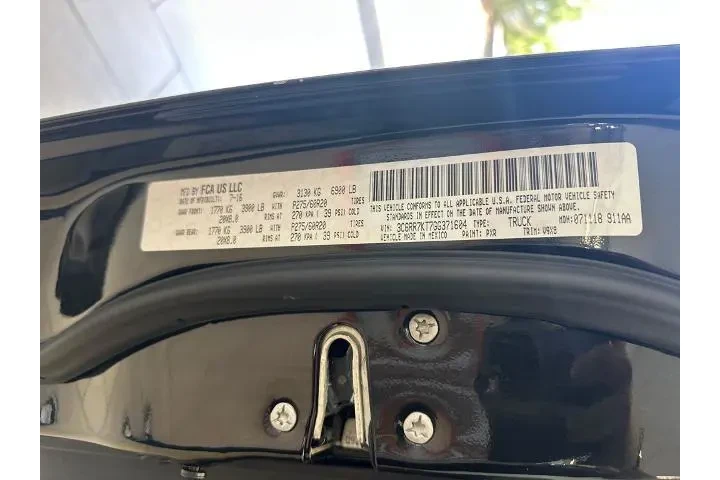 MFD BY FCA US LLC
DATE OF MFR/BUILT: 7-16 GVWR: 3130 KG 6900 LB
GAWR FRONT: 1770 KG 3900 LB WITH P275/60R20 TIRES
20X8.0 RIMS AT 270 KPA ( 39 PSI) COLD
GAWR REAR: 1770 KG 3900 LB WITH P275/60R20 TIRES
20X8.0 RIMS AT 270 KPA ( 39 PSI) COLD
THIS VEHICLE CONFORMS TO ALL APPLICABLE U.S.A. FEDERAL MOTOR VEHICLE SAFETY
STANDARDS IN EFFECT ON THE DATE OF MANUFACTURE SHOWN ABOVE.
VIN: 3C6RR7KT7GG371604 TYPE: TRUCK MDH: 071118 911AA
VEHICLE MADE IN MEXICO PAINT: PXR TRIM: V9X8